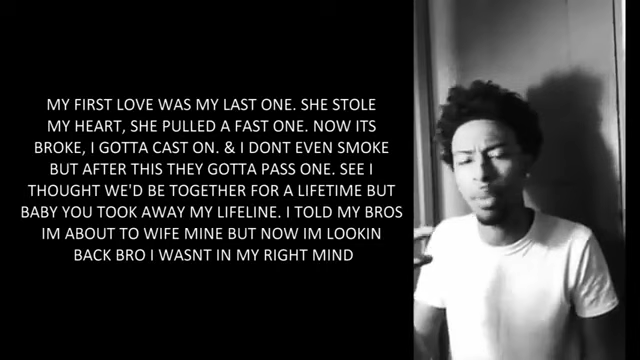 MY FIRST LOVE WAS MY LAST ONE. SHE STOLE
MY HEART, SHE PULLED A FAST ONE. NOW ITS
BROKE, I GOTTA CAST ON. & I DONT EVEN SMOKE
BUT AFTER THIS THEY GOTTA PASS ONE. SEE I
THOUGHT WE'D BE TOGETHER FOR A LIFETIME BUT
BABY YOU TOOK AWAY MY LIFELINE. I TOLD MY BROS
IM ABOUT TO WIFE MINE BUT NOW IM LOOKIN
BACK BRO I WASNT IN MY RIGHT MIND